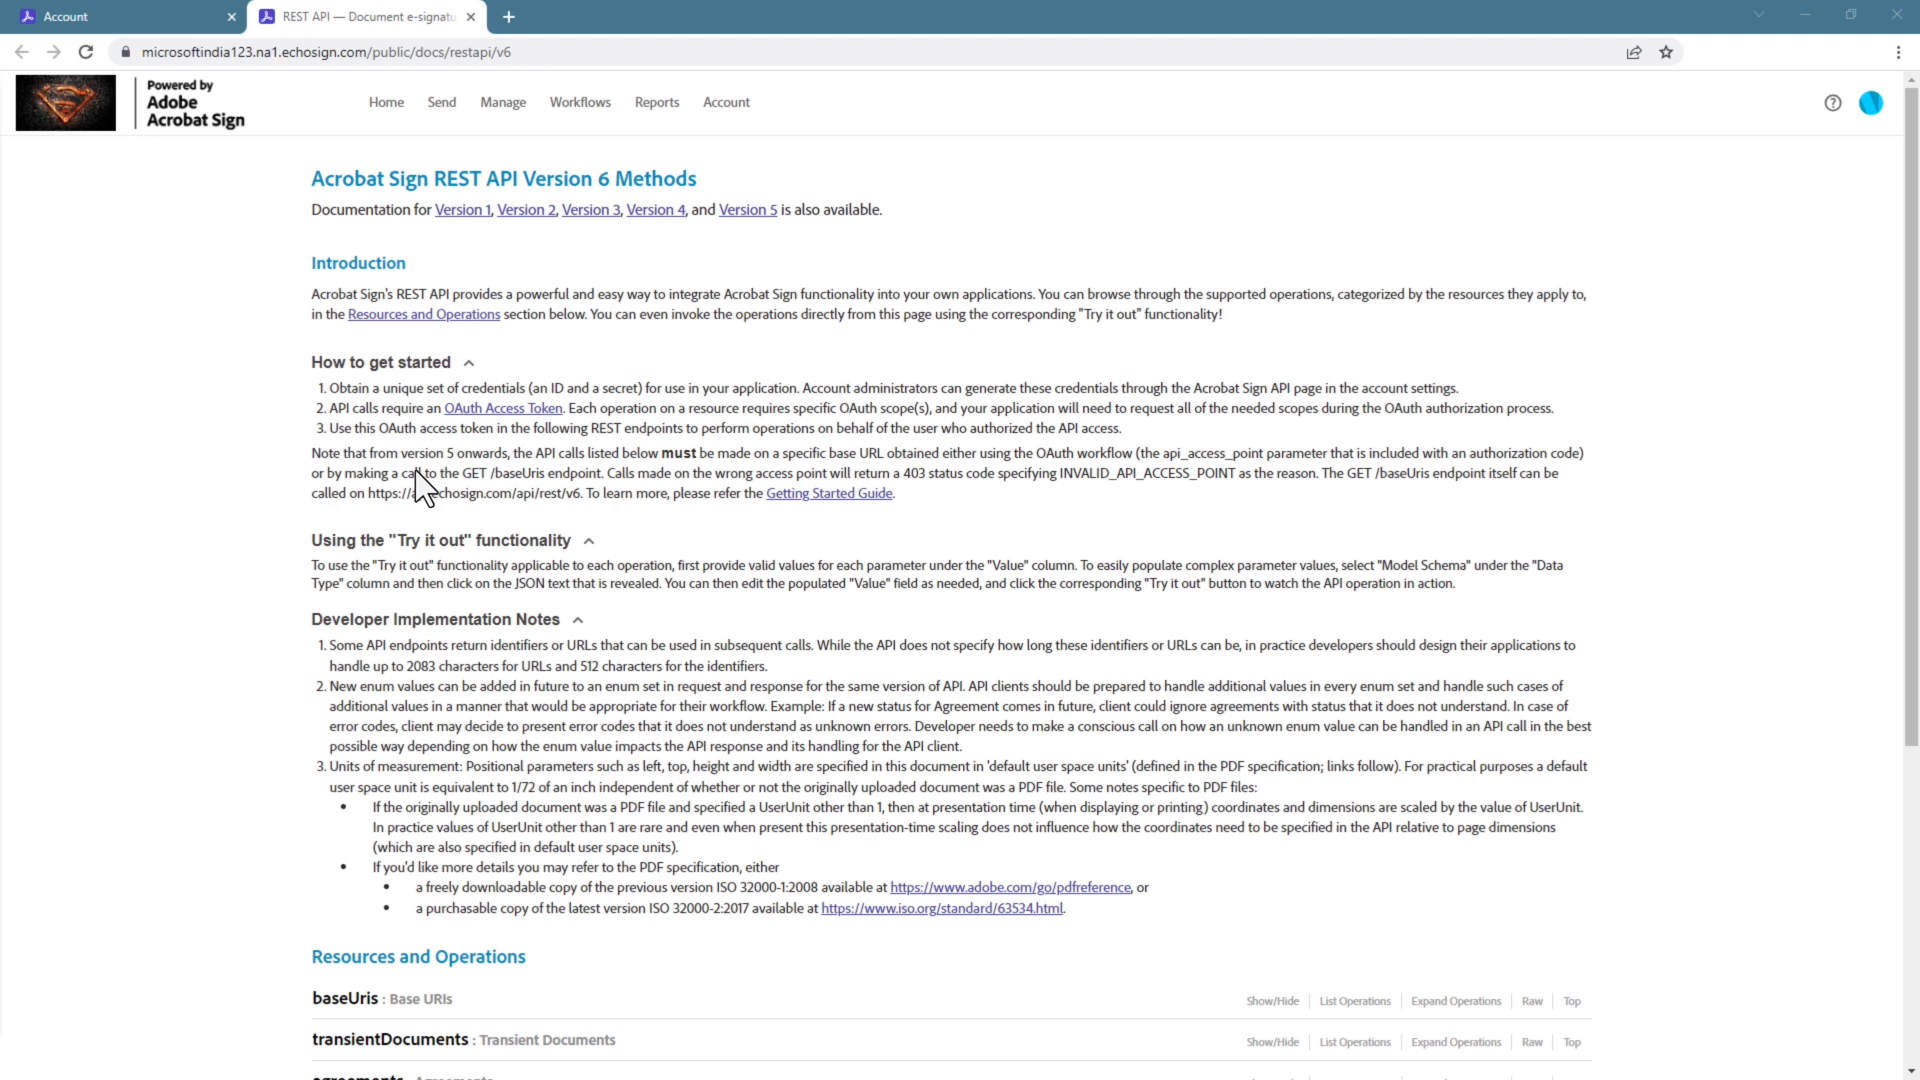 Account
REST API — Document e-signatu
microsoftindia123.na1.echosign.com/public/docs/restapi/v6
Powered by
Adobe
Acrobat Sign
Home Send Manage Workflows Reports Account
Acrobat Sign REST API Version 6 Methods
Documentation for Version 1, Version 2, Version 3, Version 4, and Version 5 is also available.
Introduction
Acrobat Sign's REST API provides a powerful and easy way to integrate Acrobat Sign functionality into your own applications. You can browse through the supported operations, categorized by the resources they apply to,
in the Resources and Operations section below. You can even invoke the operations directly from this page using the corresponding "Try it out" functionality!
How to get started
1. Obtain a unique set of credentials (an ID and a secret) for use in your application. Account administrators can generate these credentials through the Acrobat Sign API page in the account settings.
2. API calls require an OAuth Access Token. Each operation on a resource requires specific OAuth scope(s), and your application will need to request all of the needed scopes during the OAuth authorization process.
3. Use this OAuth access token in the following REST endpoints to perform operations on behalf of the user who authorized the API access.
Note that from version 5 onwards, the API calls listed below must be made on a specific base URL obtained either using the OAuth workflow (the api_access_point parameter that is included with an authorization code)
or by making a call to the GET /baseUris endpoint. Calls made on the wrong access point will return a 403 status code specifying INVALID_API_ACCESS_POINT as the reason. The GET /baseUris endpoint itself can be
called on https://a echosign.com/api/rest/v6. To learn more, please refer the Getting Started Guide.
Using the "Try it out" functionality
To use the "Try it out" functionality applicable to each operation, first provide valid values for each parameter under the "Value" column. To easily populate complex parameter values, select "Model Schema" under the "Data
Type" column and then click on the JSON text that is revealed. You can then edit the populated "Value" field as needed, and click the corresponding "Try it out" button to watch the API operation in action.
Developer Implementation Notes
1. Some API endpoints return identifiers or URLs that can be used in subsequent calls. While the API does not specify how long these identifiers or URLs can be, in practice developers should design their applications to
handle up to 2083 characters for URLs and 512 characters for the identifiers.
2. New enum values can be added in future to an enum set in request and response for the same version of API. API clients should be prepared to handle additional values in every enum set and handle such cases of
additional values in a manner that would be appropriate for their workflow. Example: If a new status for Agreement comes in future, client could ignore agreements with status that it does not understand. In case of
error codes, client may decide to present error codes that it does not understand as unknown errors. Developer needs to make a conscious call on how an unknown enum value can be handled in an API call in the best
possible way depending on how the enum value impacts the API response and its handling for the API client.
3. Units of measurement: Positional parameters such as left, top, height and width are specified in this document in 'default user space units' (defined in the PDF specification; links follow). For practical purposes a default
user space unit is equivalent to 1/72 of an inch independent of whether or not the originally uploaded document was a PDF file. Some notes specific to PDF files:
• If the originally uploaded document was a PDF file and specified a UserUnit other than 1, then at presentation time (when displaying or printing) coordinates and dimensions are scaled by the value of UserUnit.
In practice values of UserUnit other than 1 are rare and even when present this presentation-time scaling does not influence how the coordinates need to be specified in the API relative to page dimensions
(which are also specified in default user space units).
• If you'd like more details you may refer to the PDF specification, either
• a freely downloadable copy of the previous version ISO 32000-1:2008 available at https://www.adobe.com/go/pdfreference, or
• a purchasable copy of the latest version ISO 32000-2:2017 available at https://www.iso.org/standard/63534.html.
Resources and Operations
baseUris : Base URIs Show/Hide List Operations Expand Operations Raw Top
transientDocuments : Transient Documents Show/Hide List Operations Expand Operations Raw Top
agreements : Agreements